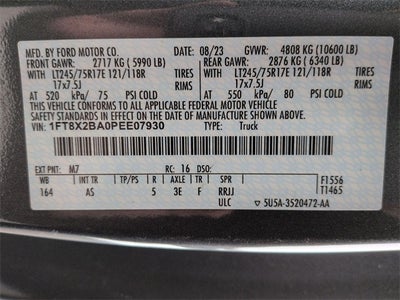 MFD. BY FORD MOTOR CO. 08/23 GVWR: 4808 KG (10600 LB)
FRONT GAWR: 2717 KG ( 5990 LB) REAR GAWR: 2876 KG ( 6340 LB)
WITH WITH
LT245/75R17E 121/118R TIRES LT245/75R17E 121/118R TIRES
17x7.5J RIMS 17x7.5J RIMS
AT 520 kPa/ 75 PSI COLD AT 550 kPa/ 80 PSI COLD
THIS VEHICLE CONFORMS TO ALL APPLICABLE FEDERAL MOTOR VEHICLE
SAFETY STANDARDS IN EFFECT ON THE DATE OF MANUFACTURE SHOWN ABOVE.
VIN: 1FT8X2BA0PEE07930 TYPE: Truck
EXT PNT: M7 RC: 16 DSO:
WB INT TR TP/PS R AXLE TR SPR F1556
164 AS 5 3E F RRJJ T1465
ULC 5U5A-3520472-AA